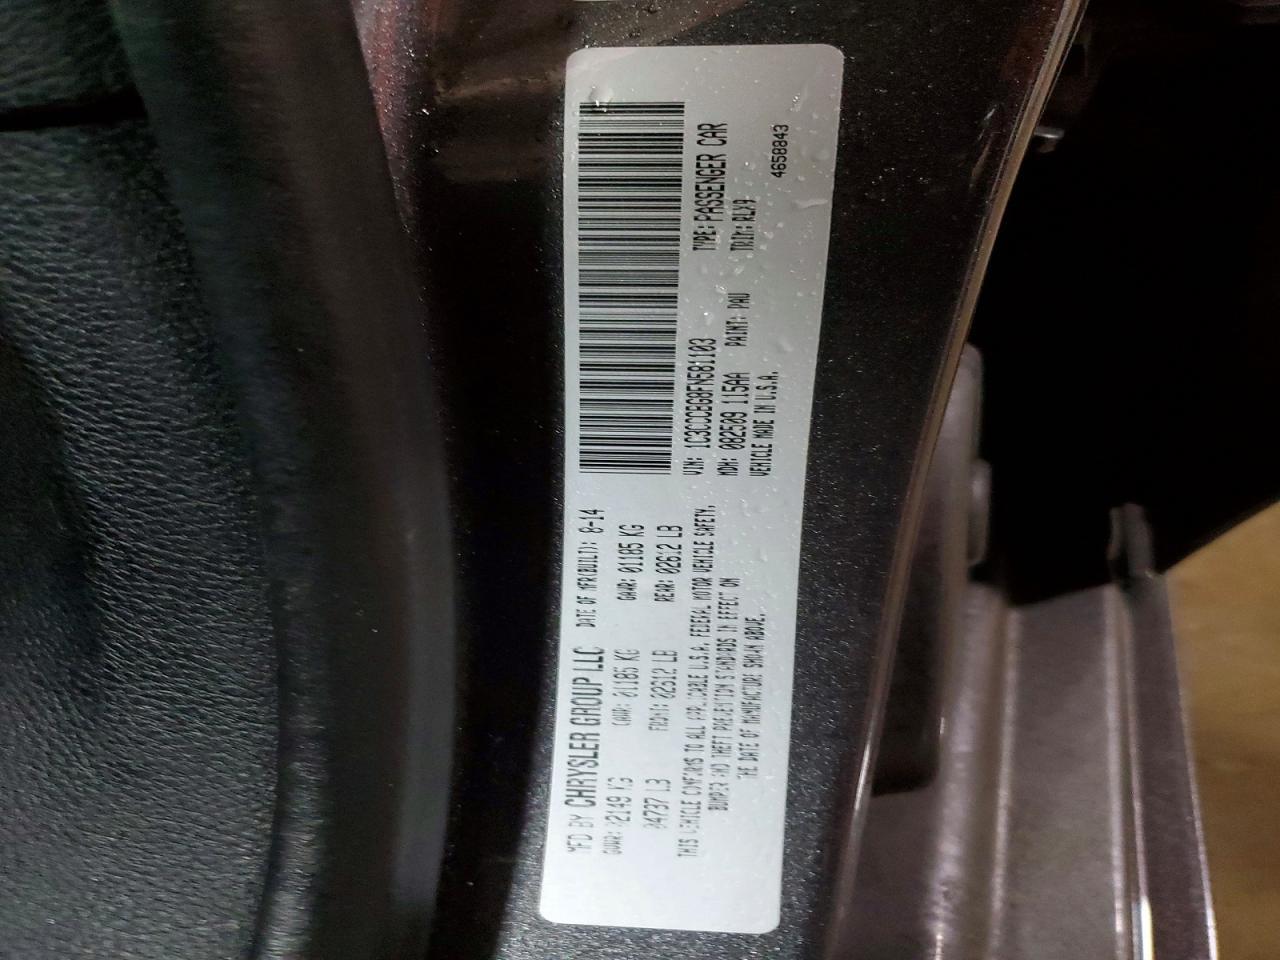 MFD BY CHRYSLER GROUP LLC DATE OF MFR(BUILT): 8-14
GVWR: 02149 KG GAWR: 01185 KG GAWR: 01185 KG
04737 LB FRONT: 02612 LB REAR: 02612 LB
THIS VEHICLE CONFORMS TO ALL APPLICABLE U.S.A. FEDERAL MOTOR VEHICLE SAFETY,
BUMPER AND THEFT PREVENTION STANDARDS IN EFFECT ON
THE DATE OF MANUFACTURE SHOWN ABOVE.
VIN: 1C3CCCBG8FN581103 TYPE: PASSENGER CAR
MDH: 082509 115AA PAINT: PAU TRIM: RLX9
VEHICLE MADE IN U.S.A.
4658843